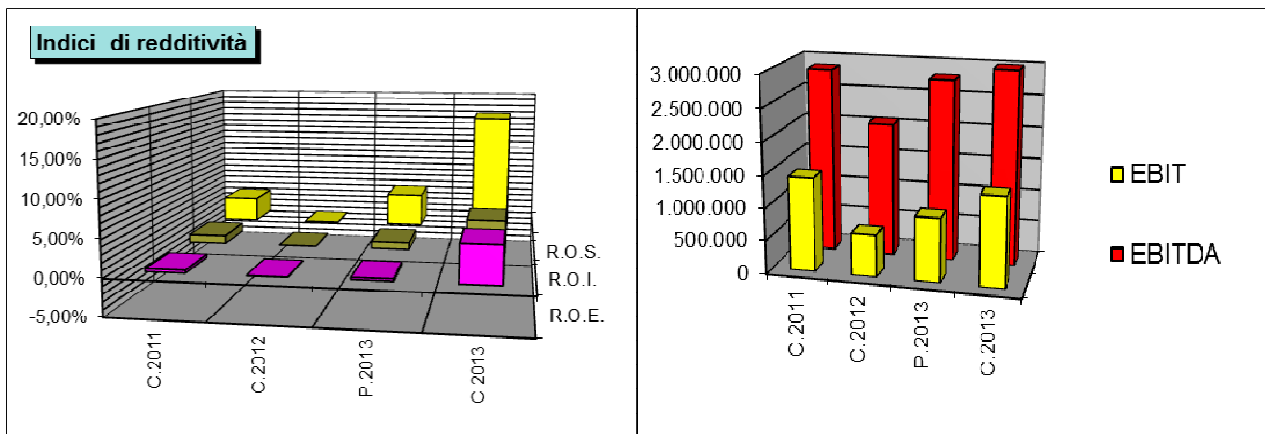 Indici di redditività
20,00%
15,00%
10,00%
5,00%
0,00%
-5,00%
R.O.S.
R.O.I.
R.O.E.
C.2011
C.2012
P.2013
C 2013
3.000.000
2.500.000
2.000.000
1.500.000
1.000.000
500.000
0
C.2011
C.2012
P.2013
C.2013
EBIT
EBITDA